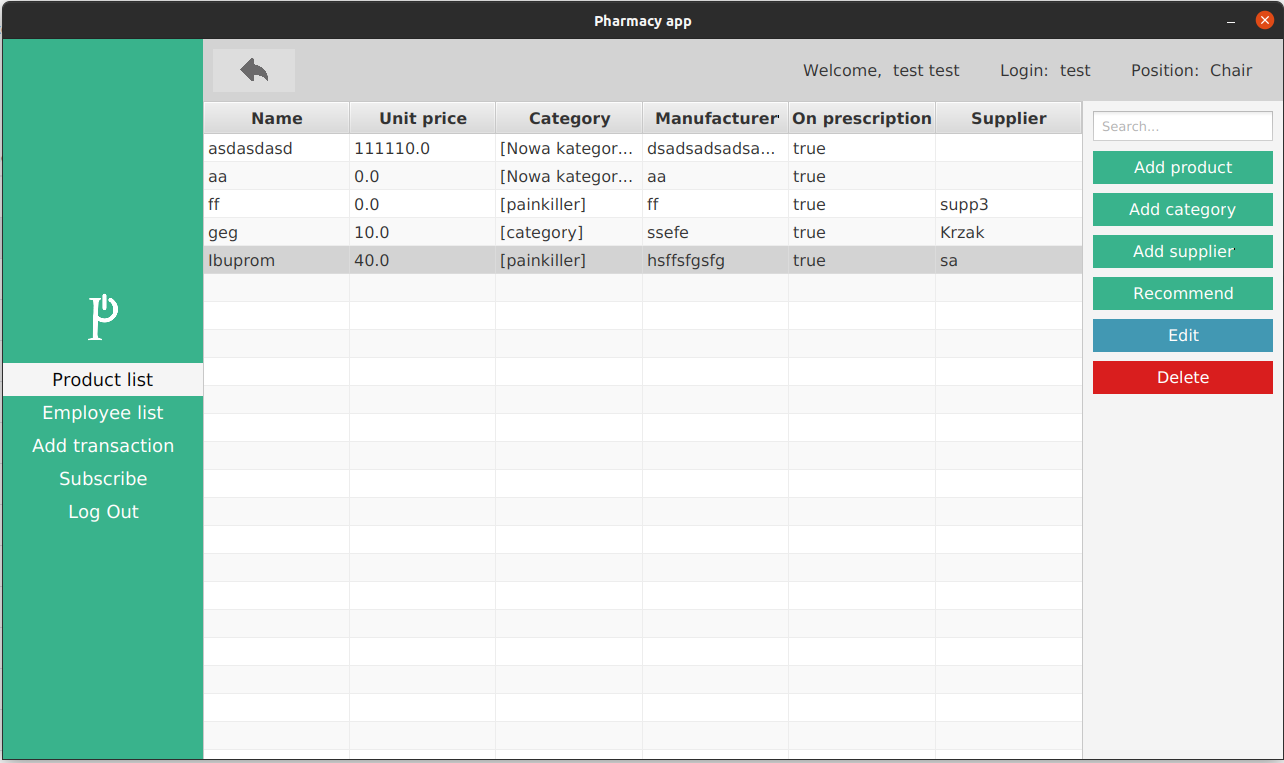 Pharmacy app
Welcome, test test Login: test Position: Chair
Name Unit price Category Manufacturer On prescription Supplier
asdasdasd 111110.0 [Nowa kategor... dsadsadsadsa... true
aa 0.0 [Nowa kategor... aa true
ff 0.0 [painkiller] ff true supp3
geg 10.0 [category] ssefe true Krzak
Ibuprom 40.0 [painkiller] hsffsfgsfg true sa
Product list
Employee list
Add transaction
Subscribe
Log Out
Search...
Add product
Add category
Add supplier
Recommend
Edit
Delete